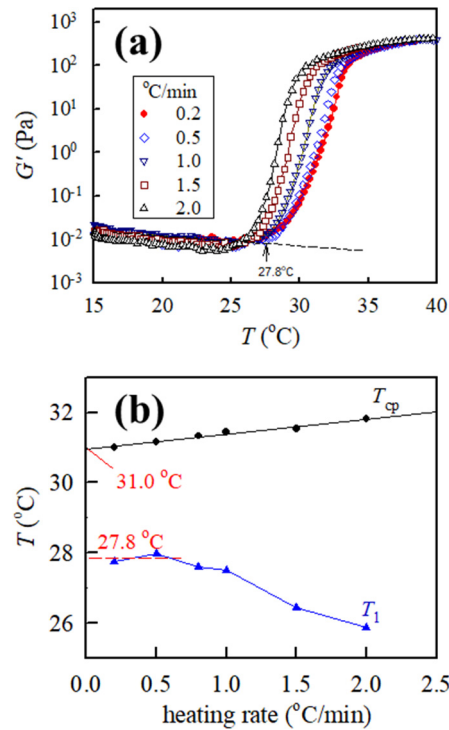 (a)
10³
10²
10¹
10⁰
10⁻¹
10⁻²
10⁻³
G' (Pa)
°C/min
0.2
0.5
1.0
1.5
2.0
27.8°C
15 20 25 30 35 40
T (°C)
(b)
32
30
28
26
T (°C)
T_cp
31.0 °C
27.8 °C
T₁
0.0 0.5 1.0 1.5 2.0 2.5
heating rate (°C/min)